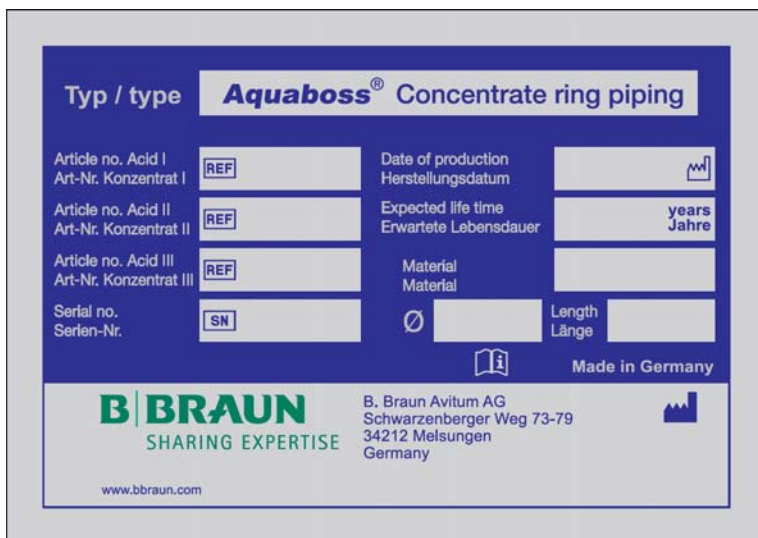 Typ / type
Aquaboss® Concentrate ring piping
Article no. Acid I
Art-Nr. Konzentrat I
REF
Date of production
Herstellungsdatum
Article no. Acid II
Art-Nr. Konzentrat II
REF
Expected life time
Erwartete Lebensdauer
years
Jahre
Article no. Acid III
Art-Nr. Konzentrat III
REF
Material
Material
Serial no.
Serien-Nr.
SN
Ø
Length
Länge
i
Made in Germany
B|BRAUN
SHARING EXPERTISE
B. Braun Avitum AG
Schwarzenberger Weg 73-79
34212 Melsungen
Germany
www.bbraun.com